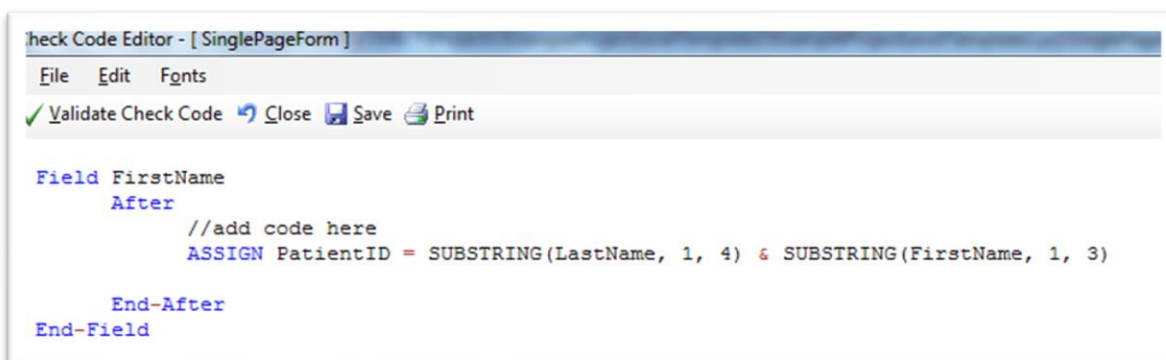 heck Code Editor - [ SinglePageForm ]
File Edit Fonts
Validate Check Code Close Save Print
Field FirstName
After
//add code here
ASSIGN PatientID = SUBSTRING(LastName, 1, 4) & SUBSTRING(FirstName, 1, 3)
End-After
End-Field